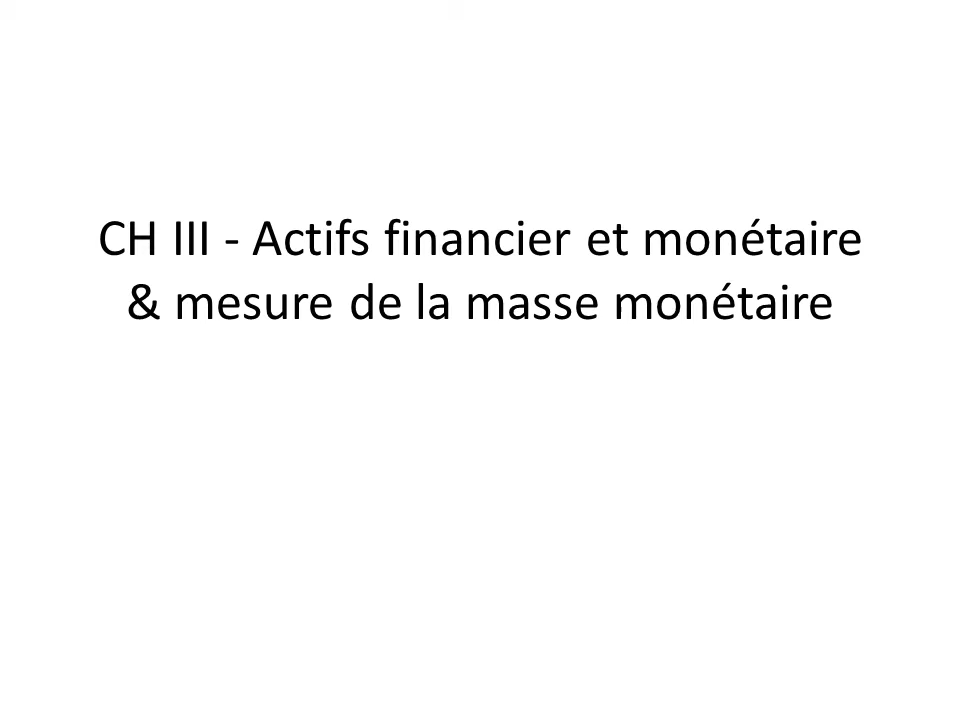 CH III - Actifs financier et monétaire
& mesure de la masse monétaire